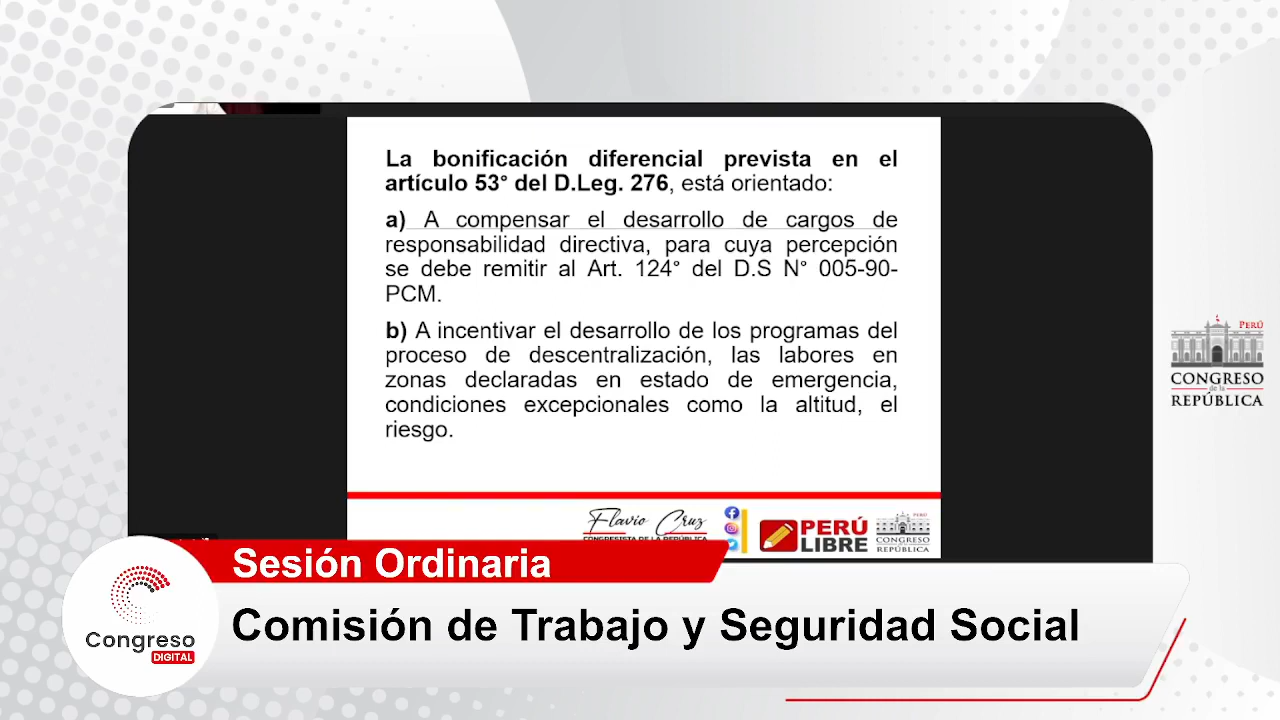 La bonificación diferencial prevista en el
artículo 53° del D.Leg. 276, está orientado:
a) A compensar el desarrollo de cargos de
responsabilidad directiva, para cuya percepción
se debe remitir al Art. 124° del D.S N° 005-90-
PCM.
b) A incentivar el desarrollo de los programas del
proceso de descentralización, las labores en
zonas declaradas en estado de emergencia,
condiciones excepcionales como la altitud, el
riesgo.
Flavio Cruz
CONGRESISTA DE LA REPÚBLICA
PERÚ
LIBRE
PERÚ
CONGRESO
REPÚBLICA
PERÚ
CONGRESO
de la
REPÚBLICA
Sesión Ordinaria
Comisión de Trabajo y Seguridad Social
Congreso
DIGITAL